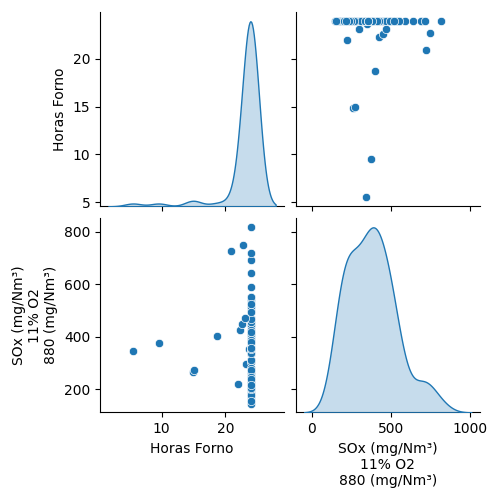 Horas Forno
20
15
10
5
SOx (mg/Nm³)
11% O2
880 (mg/Nm³)
800
600
400
200
10
20
Horas Forno
0
500
1000
SOx (mg/Nm³)
11% O2
880 (mg/Nm³)